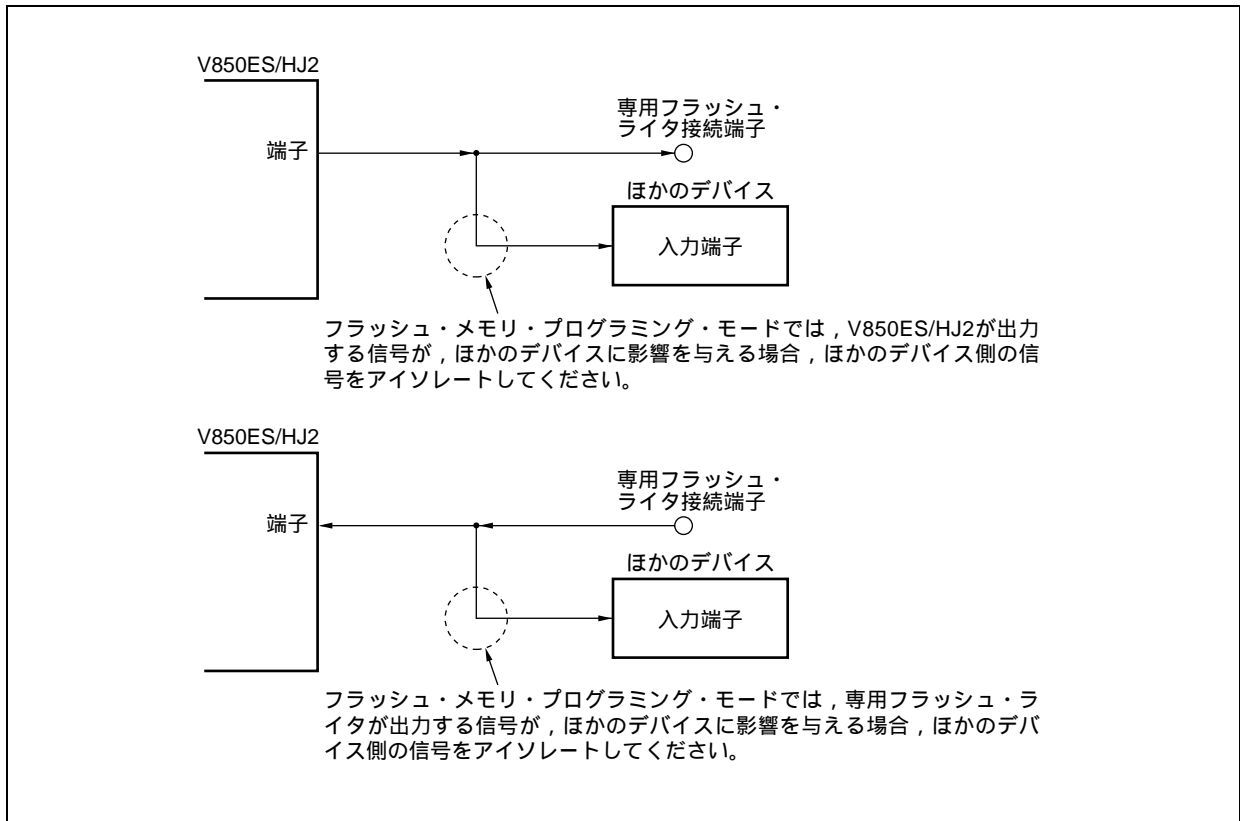 V850ES/HJ2
端子
専用フラッシュ・
ライタ接続端子
ほかのデバイス
入力端子
フラッシュ・メモリ・プログラミング・モードでは，V850ES/HJ2が出力
する信号が，ほかのデバイスに影響を与える場合，ほかのデバイス側の信
号をアイソレートしてください。
V850ES/HJ2
端子
専用フラッシュ・
ライタ接続端子
ほかのデバイス
入力端子
フラッシュ・メモリ・プログラミング・モードでは，専用フラッシュ・ラ
イタが出力する信号が，ほかのデバイスに影響を与える場合，ほかのデバ
イス側の信号をアイソレートしてください。